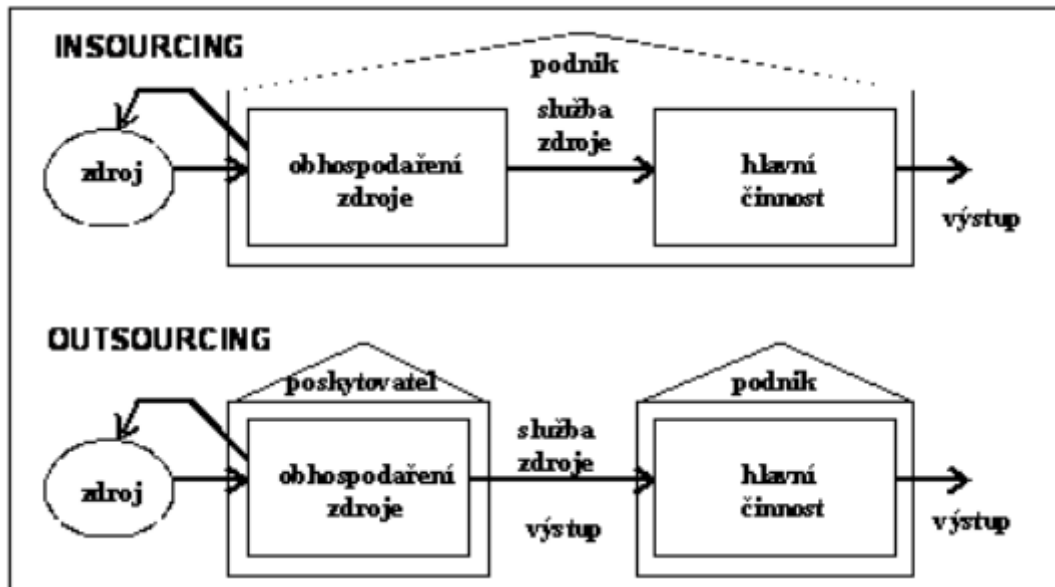 INSOURCING
podnik
služba
zdroje
zdroj
obhospodaření
zdroje
hlavní
činnost
výstup
OUTSOURCING
poskytovatel
podnik
služba
zdroje
zdroj
obhospodaření
zdroje
výstup
hlavní
činnost
výstup